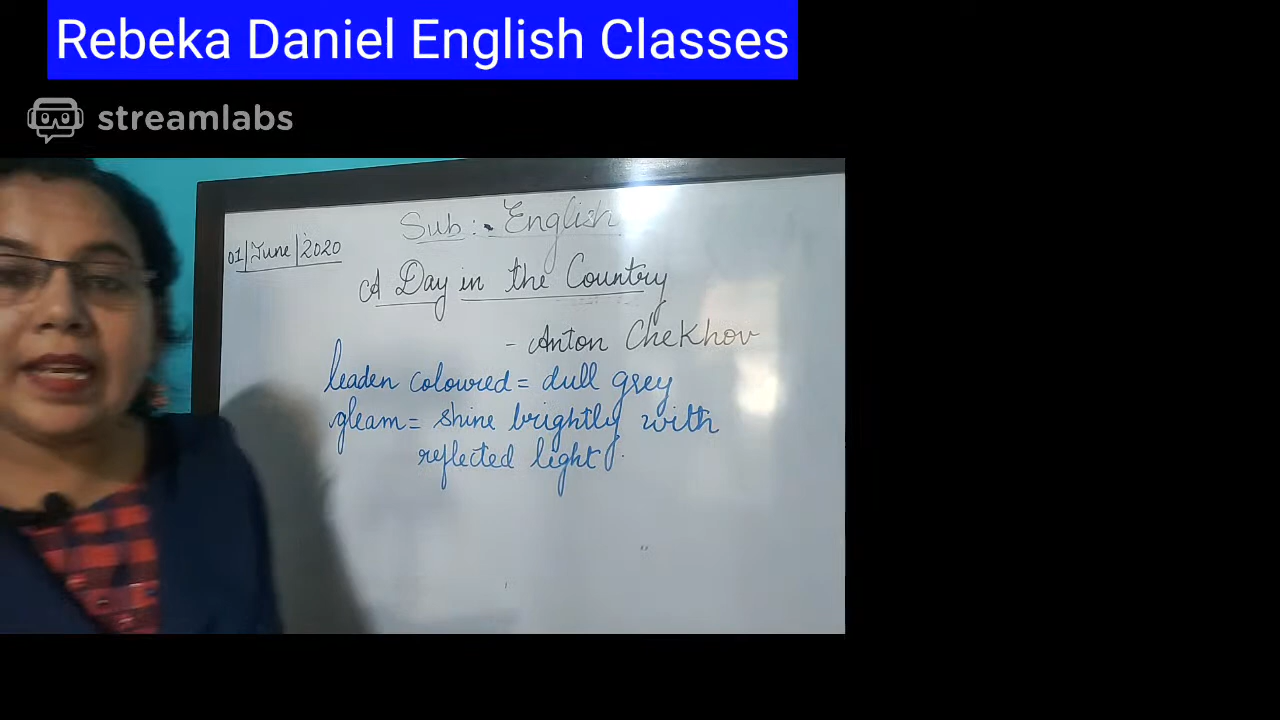 Rebeka Daniel English Classes
streamlabs
Sub:- English
01|June|2020
A Day in the Country
- Anton Chekhov
leaden coloured = dull grey
gleam = shine brightly with
reflected light.